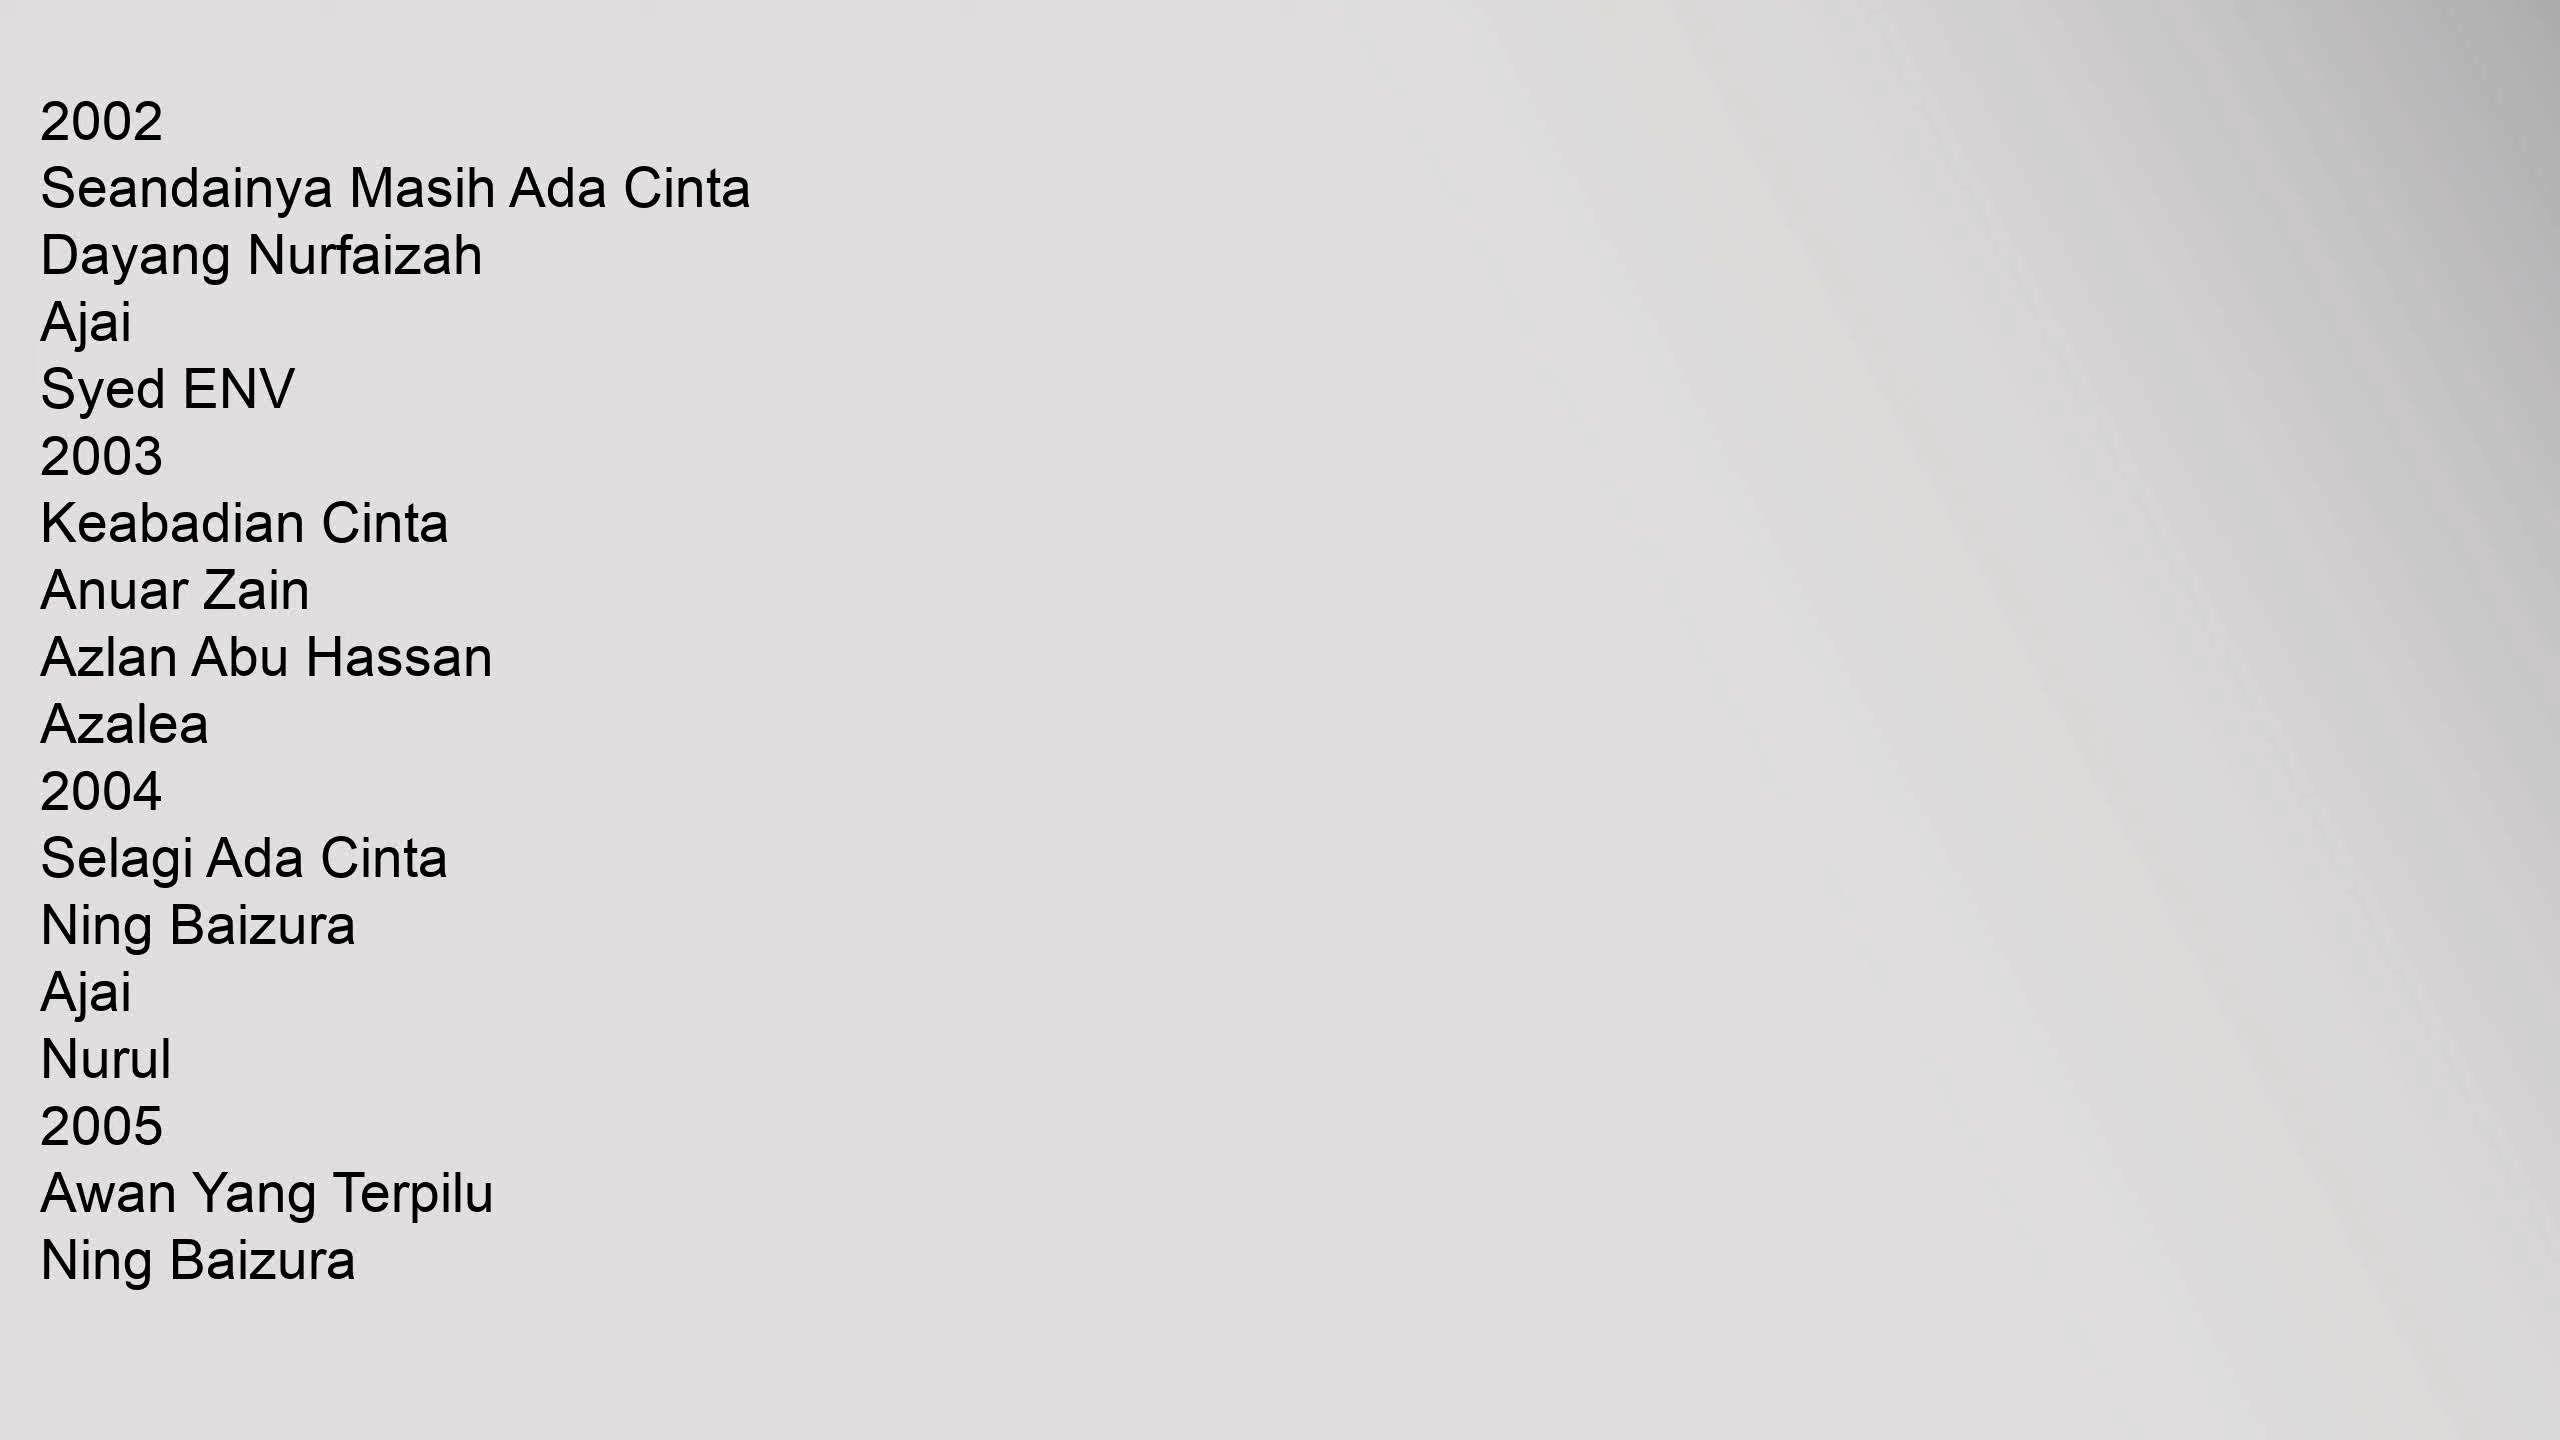 2002
Seandainya Masih Ada Cinta
Dayang Nurfaizah
Ajai
Syed ENV
2003
Keabadian Cinta
Anuar Zain
Azlan Abu Hassan
Azalea
2004
Selagi Ada Cinta
Ning Baizura
Ajai
Nurul
2005
Awan Yang Terpilu
Ning Baizura